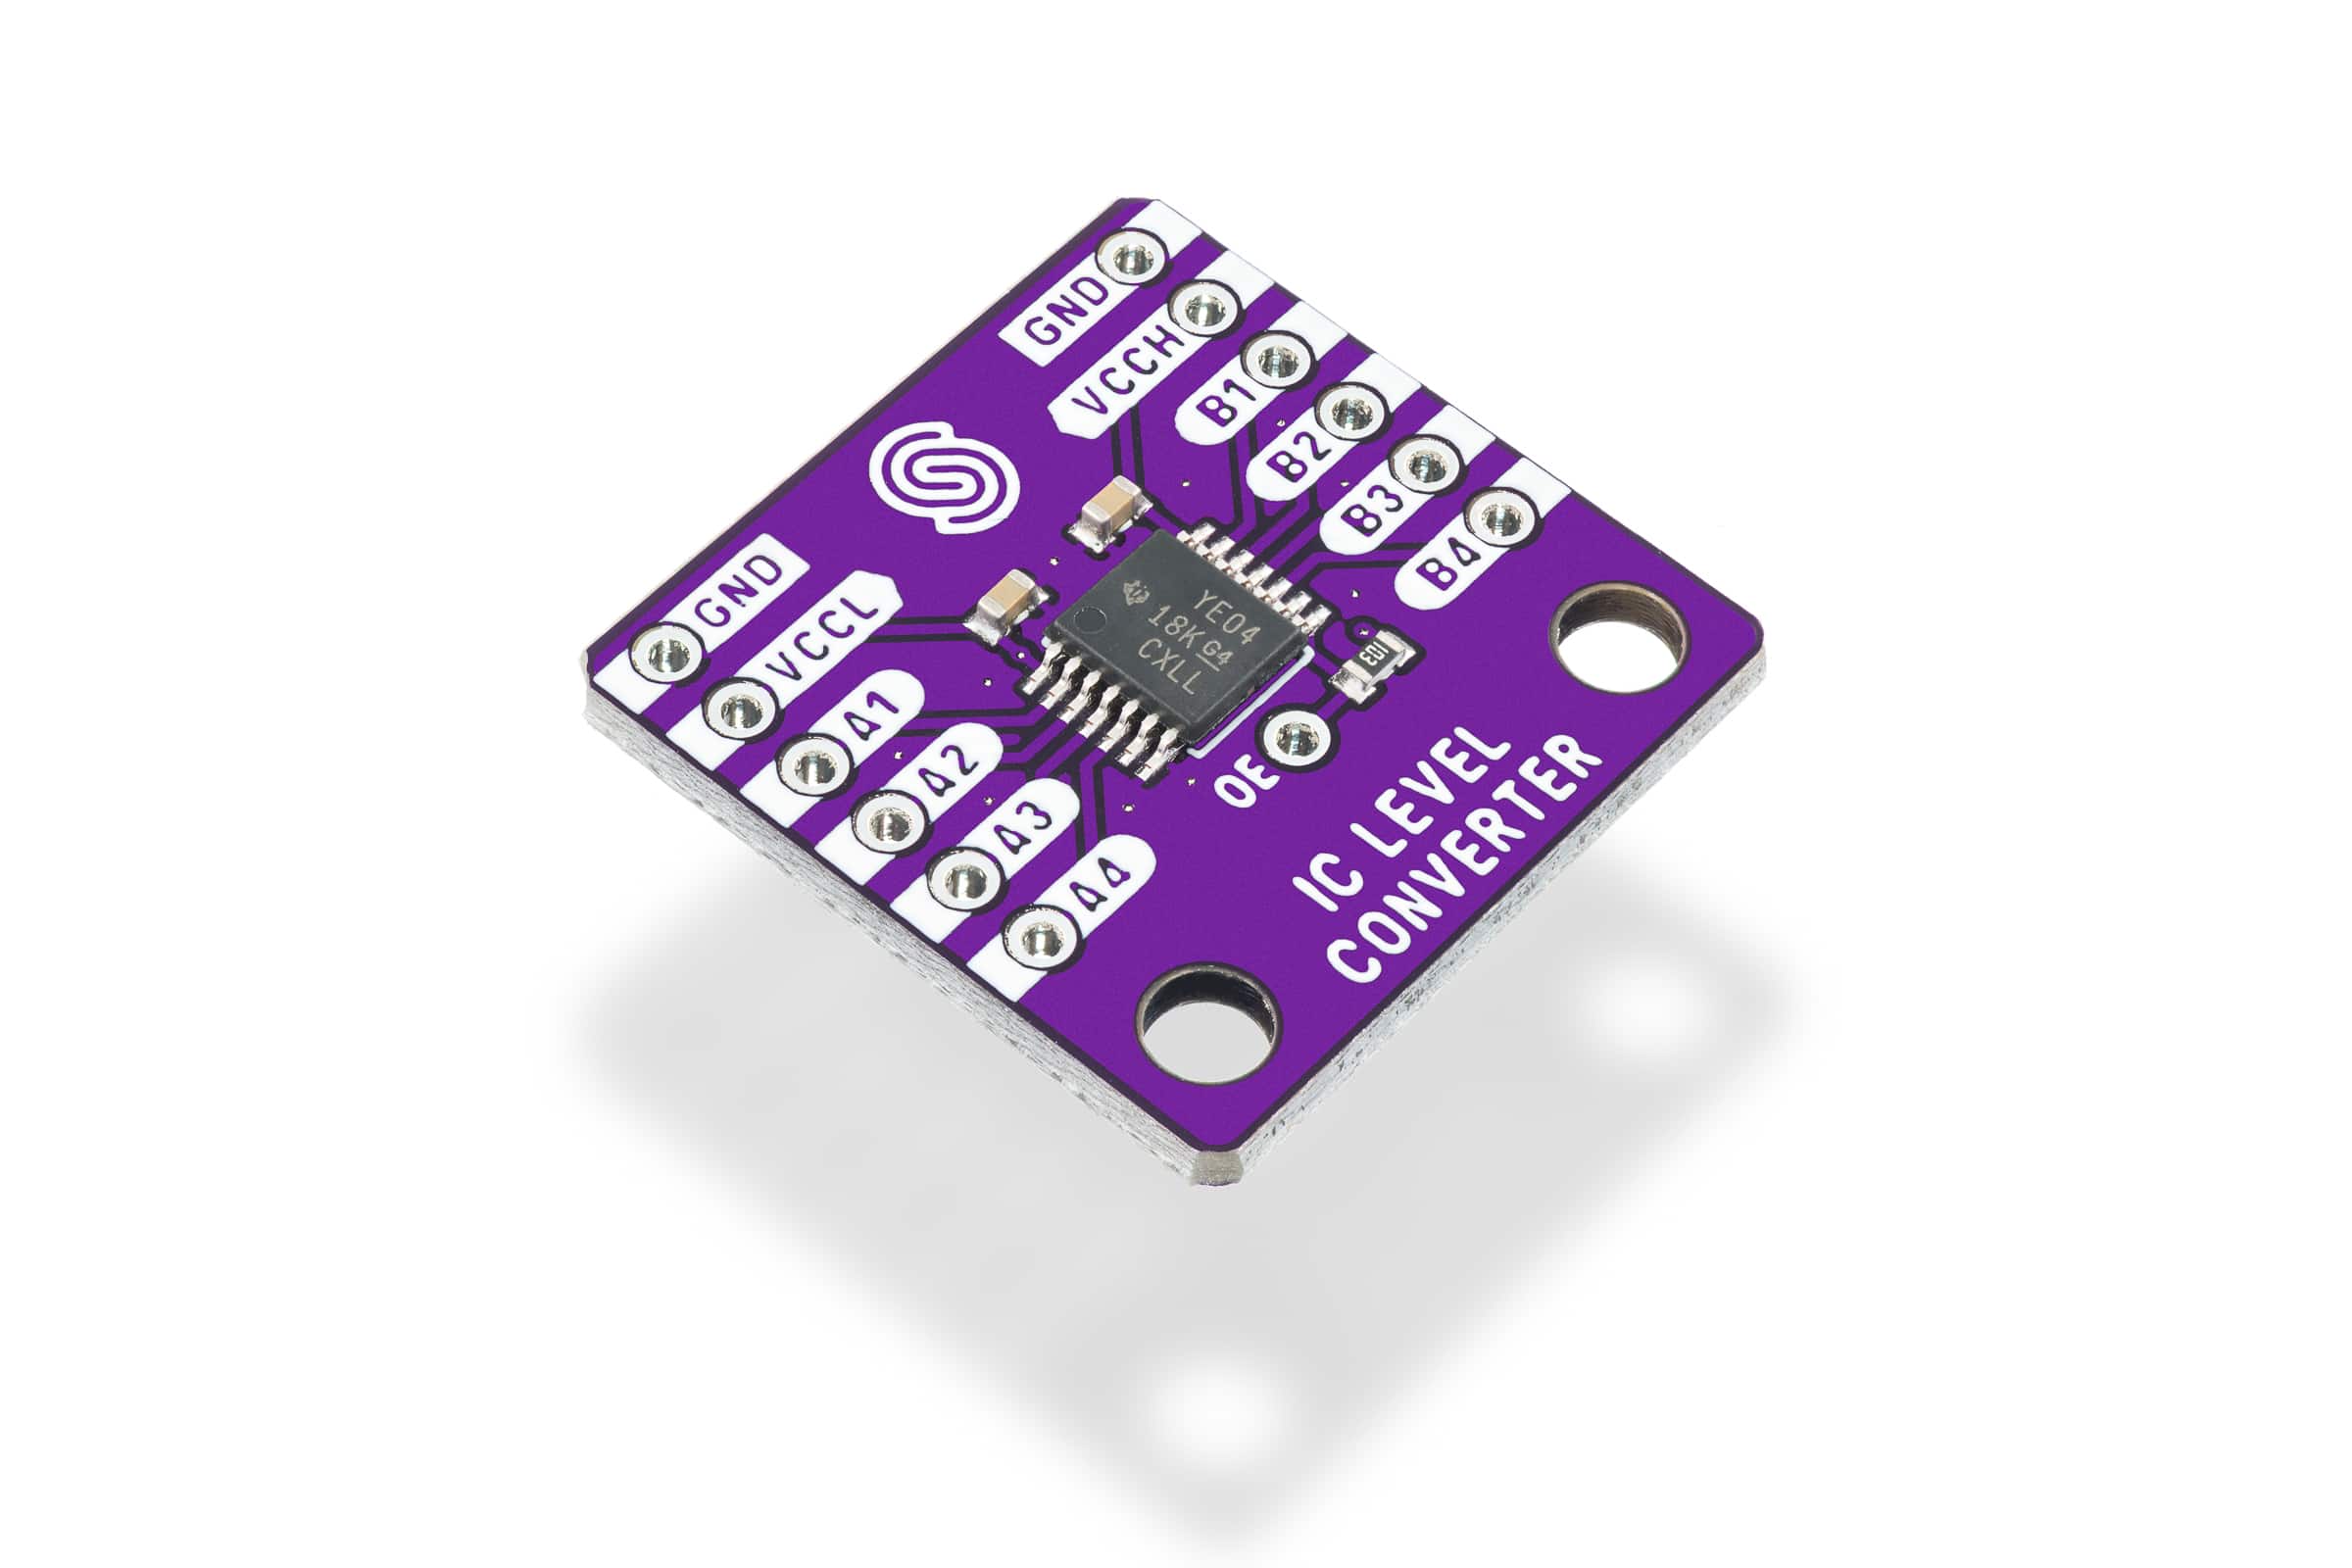 GND
VCCH
B1
B2
B3
B4
GND
VCCL
A1
A2
A3
A4
YE04
18K G4
CXLL
103
OE
IC LEVEL
CONVERTER